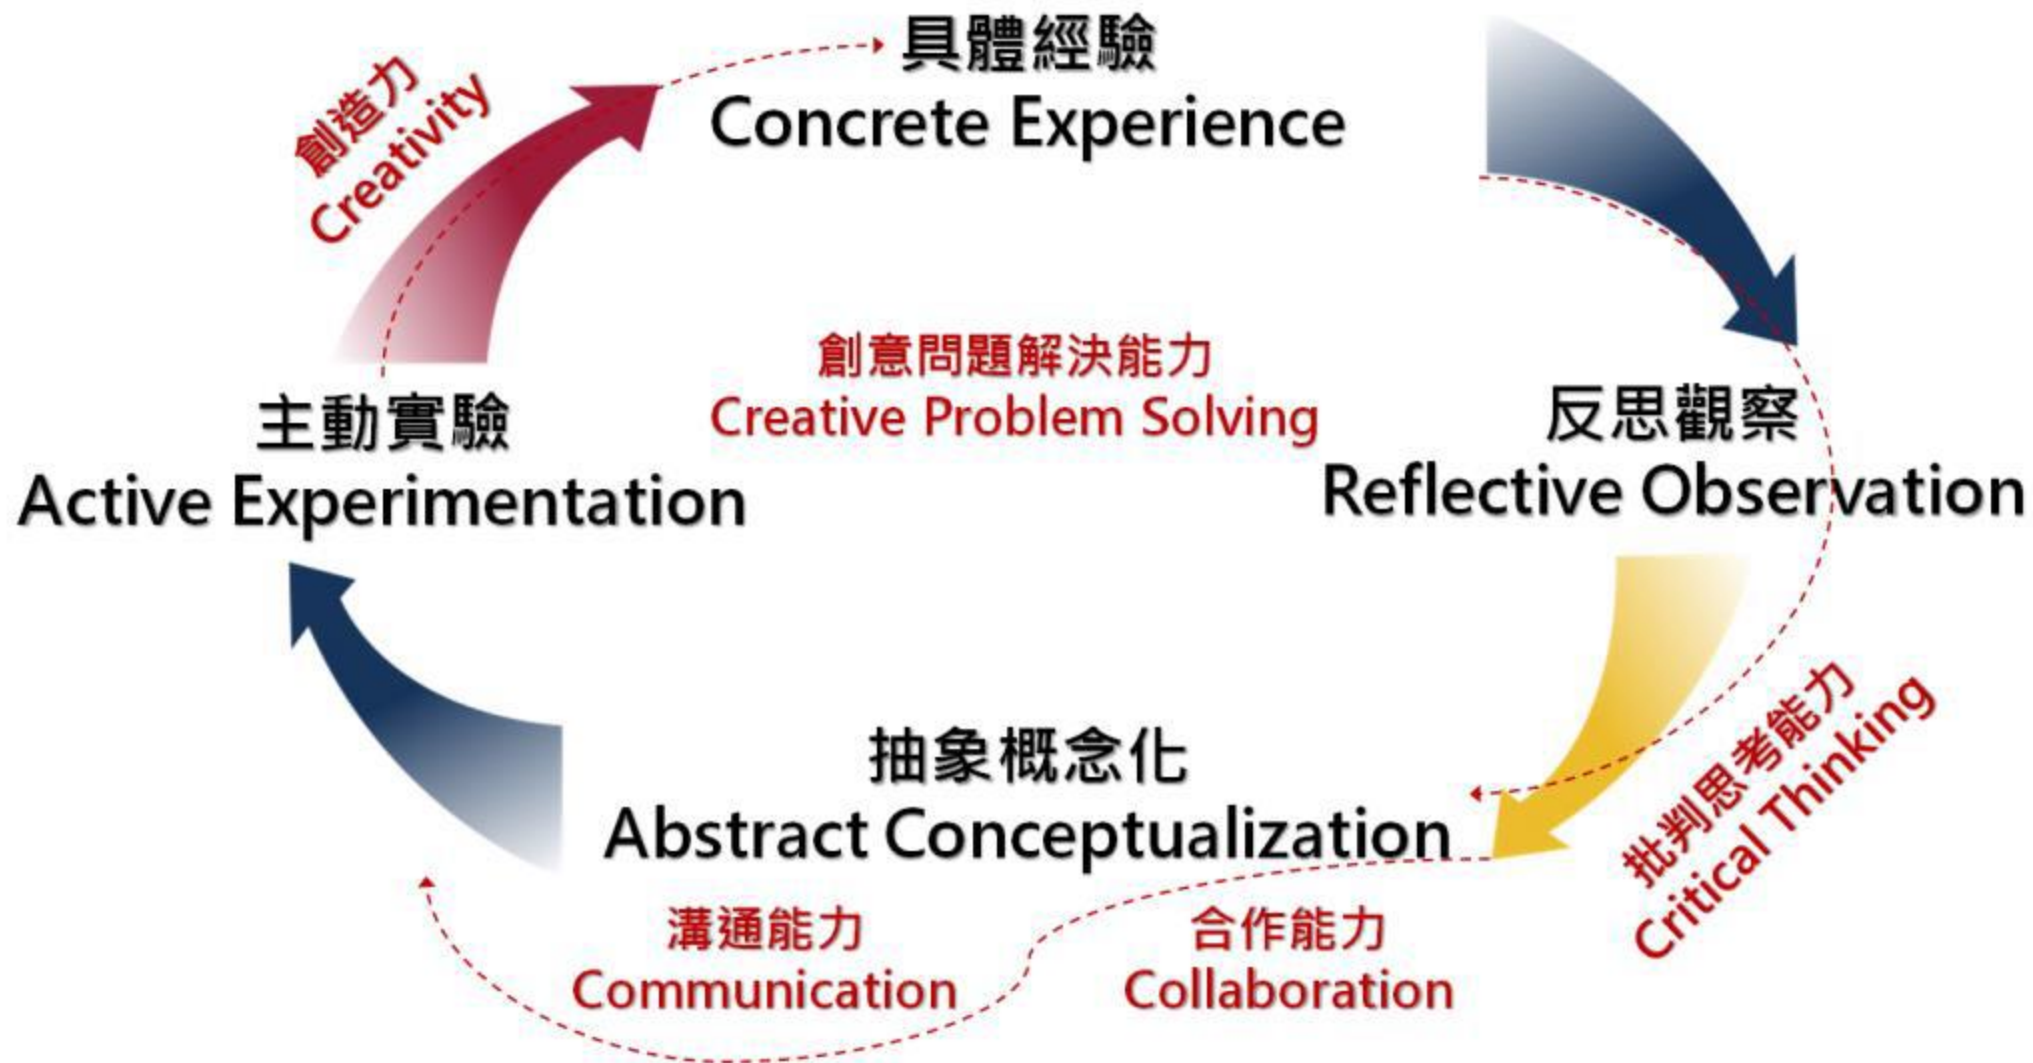 具體經驗
Concrete Experience
創造力
Creativity
創意問題解決能力
Creative Problem Solving
主動實驗
Active Experimentation
反思觀察
Reflective Observation
抽象概念化
Abstract Conceptualization
批判思考能力
Critical Thinking
溝通能力
Communication
合作能力
Collaboration